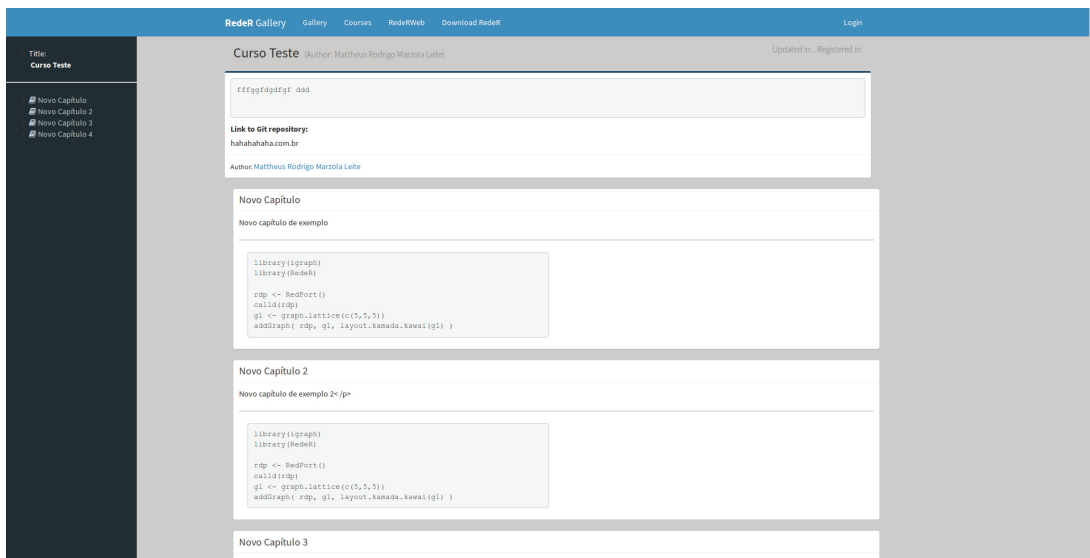 RedeR Gallery Gallery Courses RedeRWeb Download RedeR Login
Title:
Curso Teste
Novo Capítulo
Novo Capítulo 2
Novo Capítulo 3
Novo Capítulo 4
Curso Teste (Author: Mattheus Rodrigo Marzola Leite) Updated in: . Registered in:
fffggfdgdfgf ddd
Link to Git repository:
hahahahaha.com.br
Author: Mattheus Rodrigo Marzola Leite
Novo Capítulo
Novo capítulo de exemplo
library(igraph)
library(RedeR)
rdp <- RedPort()
calld(rdp)
g1 <- graph.lattice(c(5,5,5))
addGraph( rdp, g1, layout.kamada.kawai(g1) )
Novo Capítulo 2
Novo capítulo de exemplo 2< /p>
library(igraph)
library(RedeR)
rdp <- RedPort()
calld(rdp)
g1 <- graph.lattice(c(5,5,5))
addGraph( rdp, g1, layout.kamada.kawai(g1) )
Novo Capítulo 3